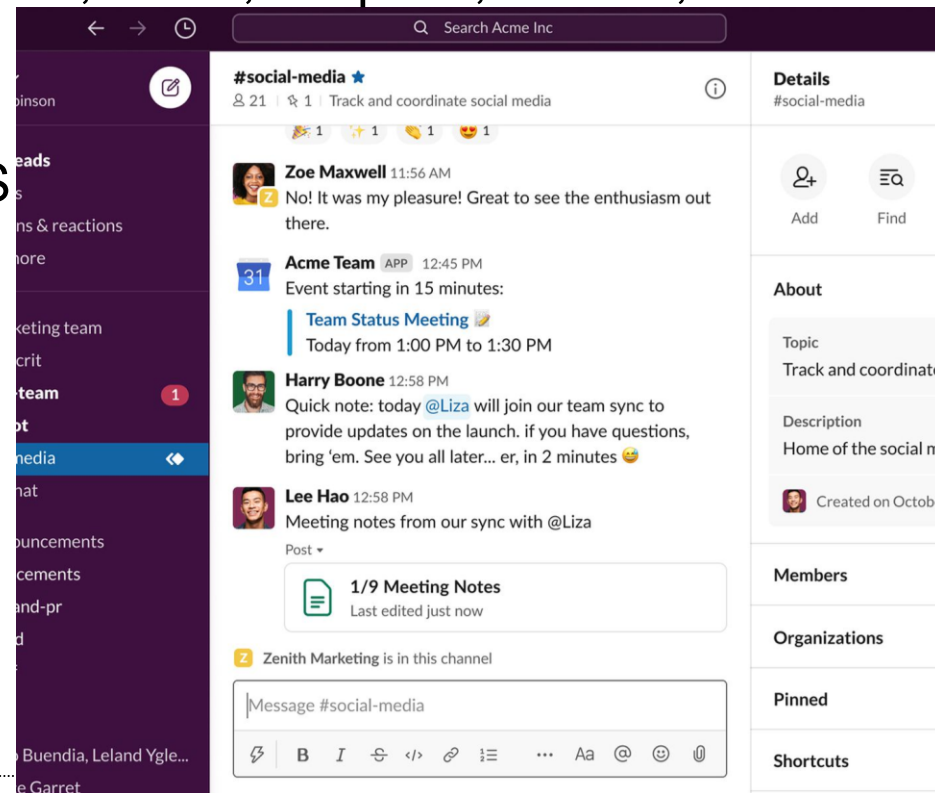 Search Acme Inc
inson
eads
s
S
ns & reactions
nore
keting team
crit
-team 1
ot
media
hat
ouncements
cements
and-pr
d
Buendia, Leland Ygle...
e Garret
#social-media
21 | 1 | Track and coordinate social media
1 1 1 1
Zoe Maxwell 11:56 AM
Z
No! It was my pleasure! Great to see the enthusiasm out
there.
31
Acme Team APP 12:45 PM
Event starting in 15 minutes:
Team Status Meeting
Today from 1:00 PM to 1:30 PM
Harry Boone 12:58 PM
Quick note: today @Liza will join our team sync to
provide updates on the launch. if you have questions,
bring ‘em. See you all later... er, in 2 minutes 😅
Lee Hao 12:58 PM
Meeting notes from our sync with @Liza
Post
1/9 Meeting Notes
Last edited just now
Z Zenith Marketing is in this channel
Message #social-media
B I S </> ... Aa @
Details
#social-media
Add Find
About
Topic
Track and coordinate
Description
Home of the social m
Created on Octob
Members
Organizations
Pinned
Shortcuts